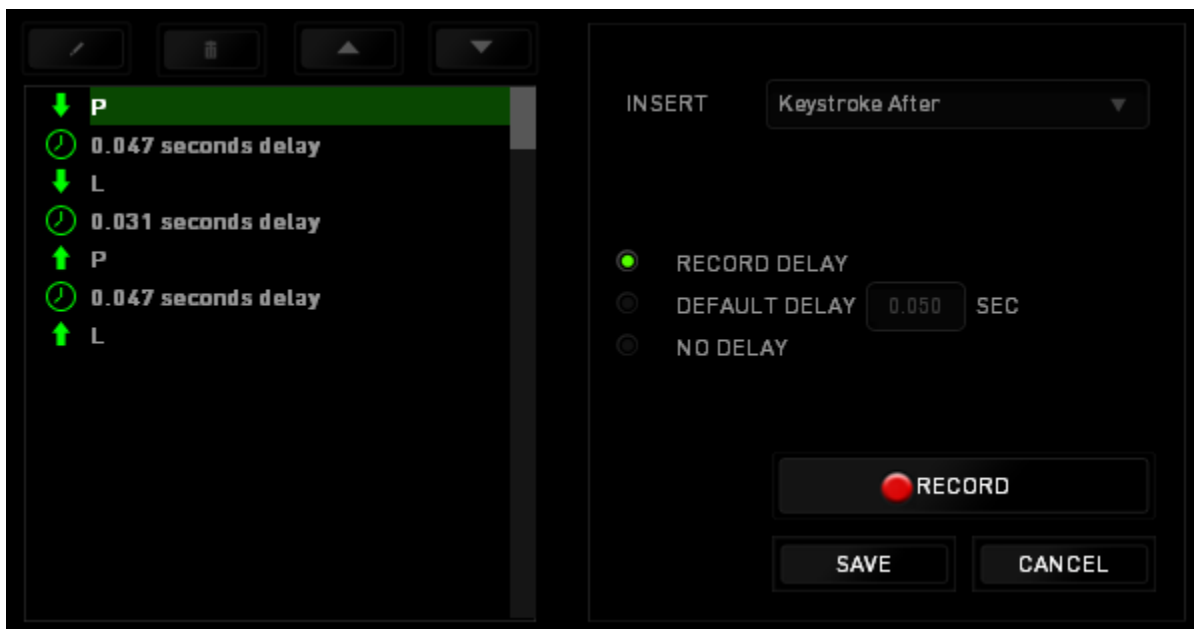 P
0.047 seconds delay
L
0.031 seconds delay
P
0.047 seconds delay
L
INSERT Keystroke After
RECORD DELAY
DEFAULT DELAY 0.050 SEC
NO DELAY
RECORD
SAVE CANCEL